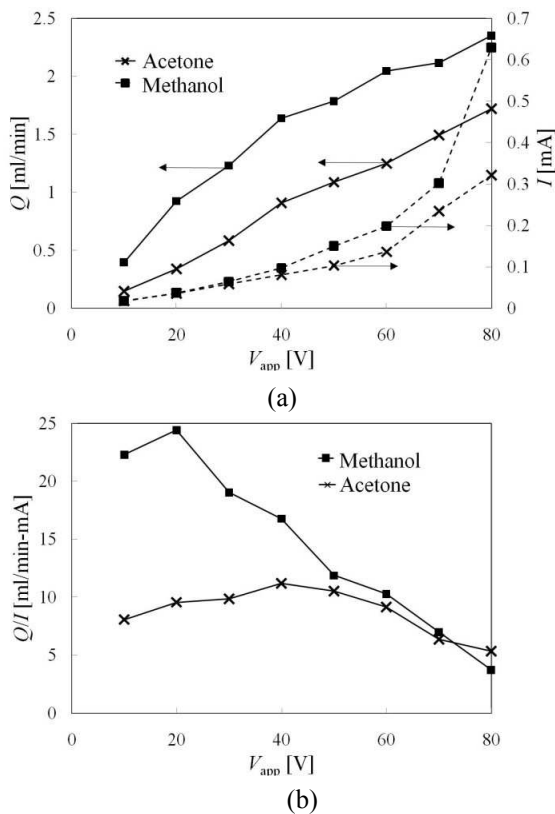 2.5
2
1.5
1
0.5
0
Q [ml/min]
Acetone
Methanol
0.7
0.6
0.5
0.4
0.3
0.2
0.1
0
I [mA]
0 20 40 60 80
Vapp [V]
(a)
25
20
15
10
5
0
Q/I [ml/min-mA]
Methanol
Acetone
0 20 40 60 80
Vapp [V]
(b)